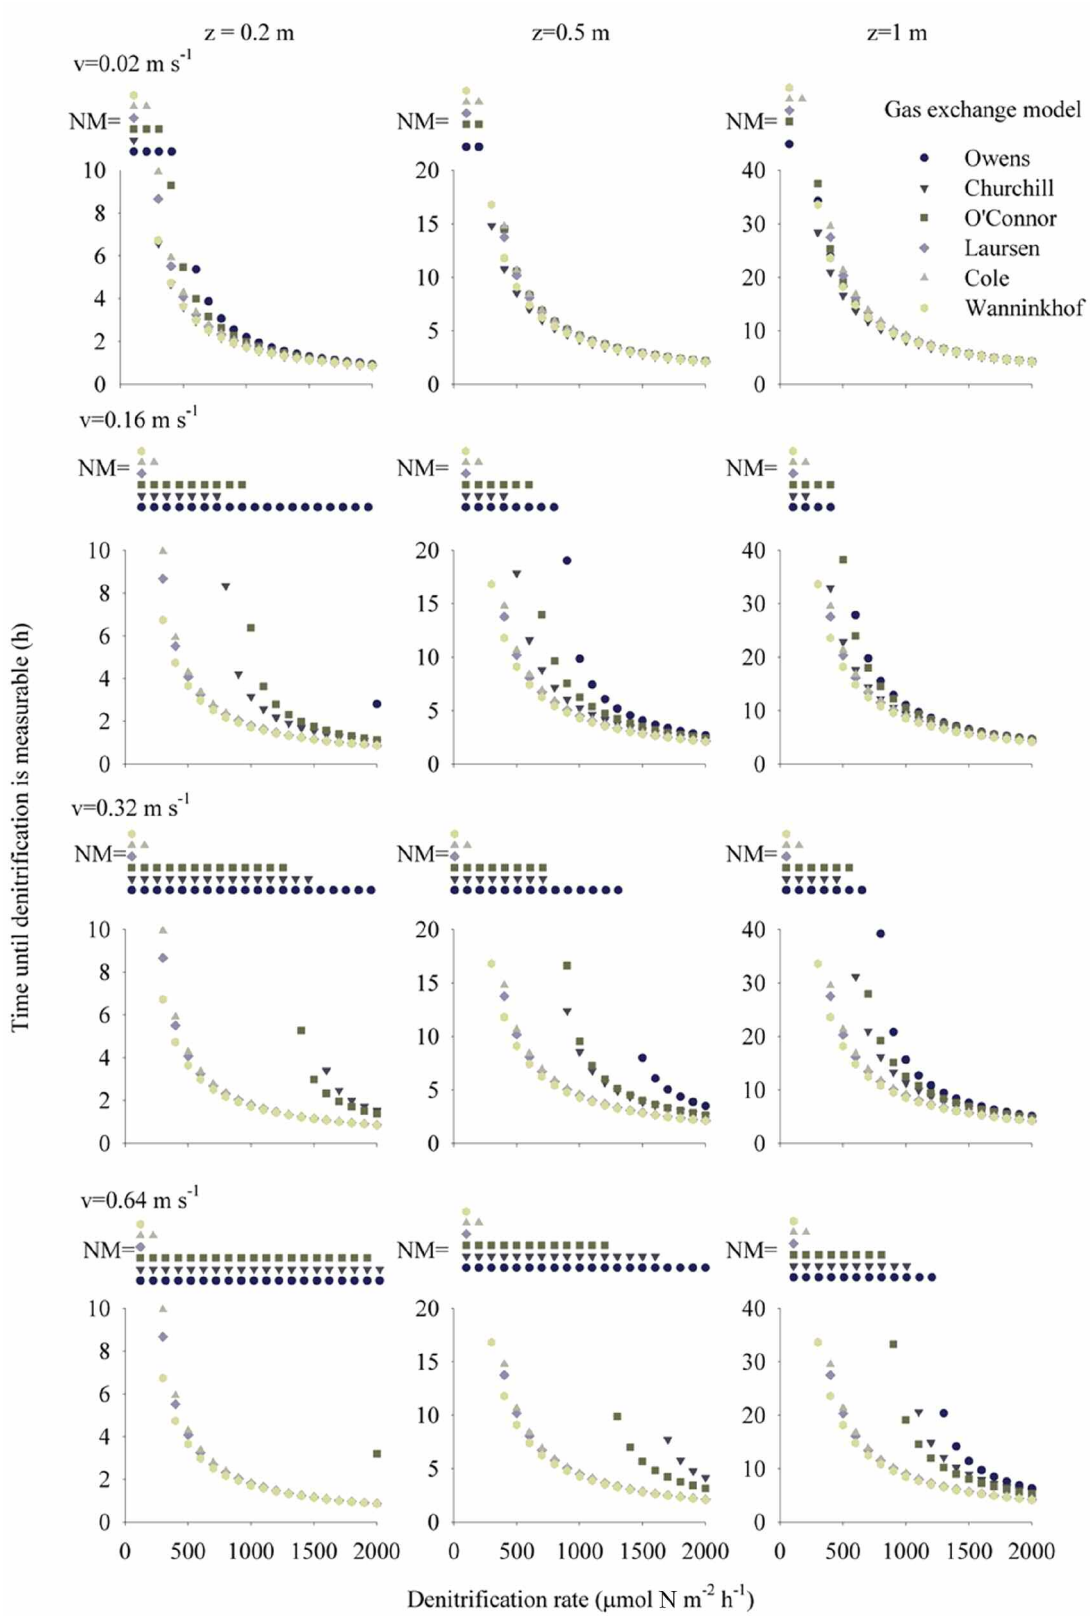 z = 0.2 m z=0.5 m z=1 m
v=0.02 m s-1
NM= NM= NM=
Gas exchange model
Owens
Churchill
O'Connor
Laursen
Cole
Wanninkhof
10 20 40
8
15 30
6
10 20
4
5 10
2
0 0 0
v=0.16 m s-1
NM= NM= NM=
10 20 40
8
15 30
6
10 20
4
5 10
2
0 0 0
v=0.32 m s-1
NM= NM= NM=
10 20 40
8
15 30
6
10 20
4
5 10
2
0 0 0
v=0.64 m s-1
NM= NM= NM=
10 20 40
8
15 30
6
10 20
4
5 10
2
0 0 0
0 500 1000 1500 2000 0 500 1000 1500 2000 0 500 1000 1500 2000
Time until denitrification is measurable (h)
Denitrification rate (μmol N m-2 h-1)